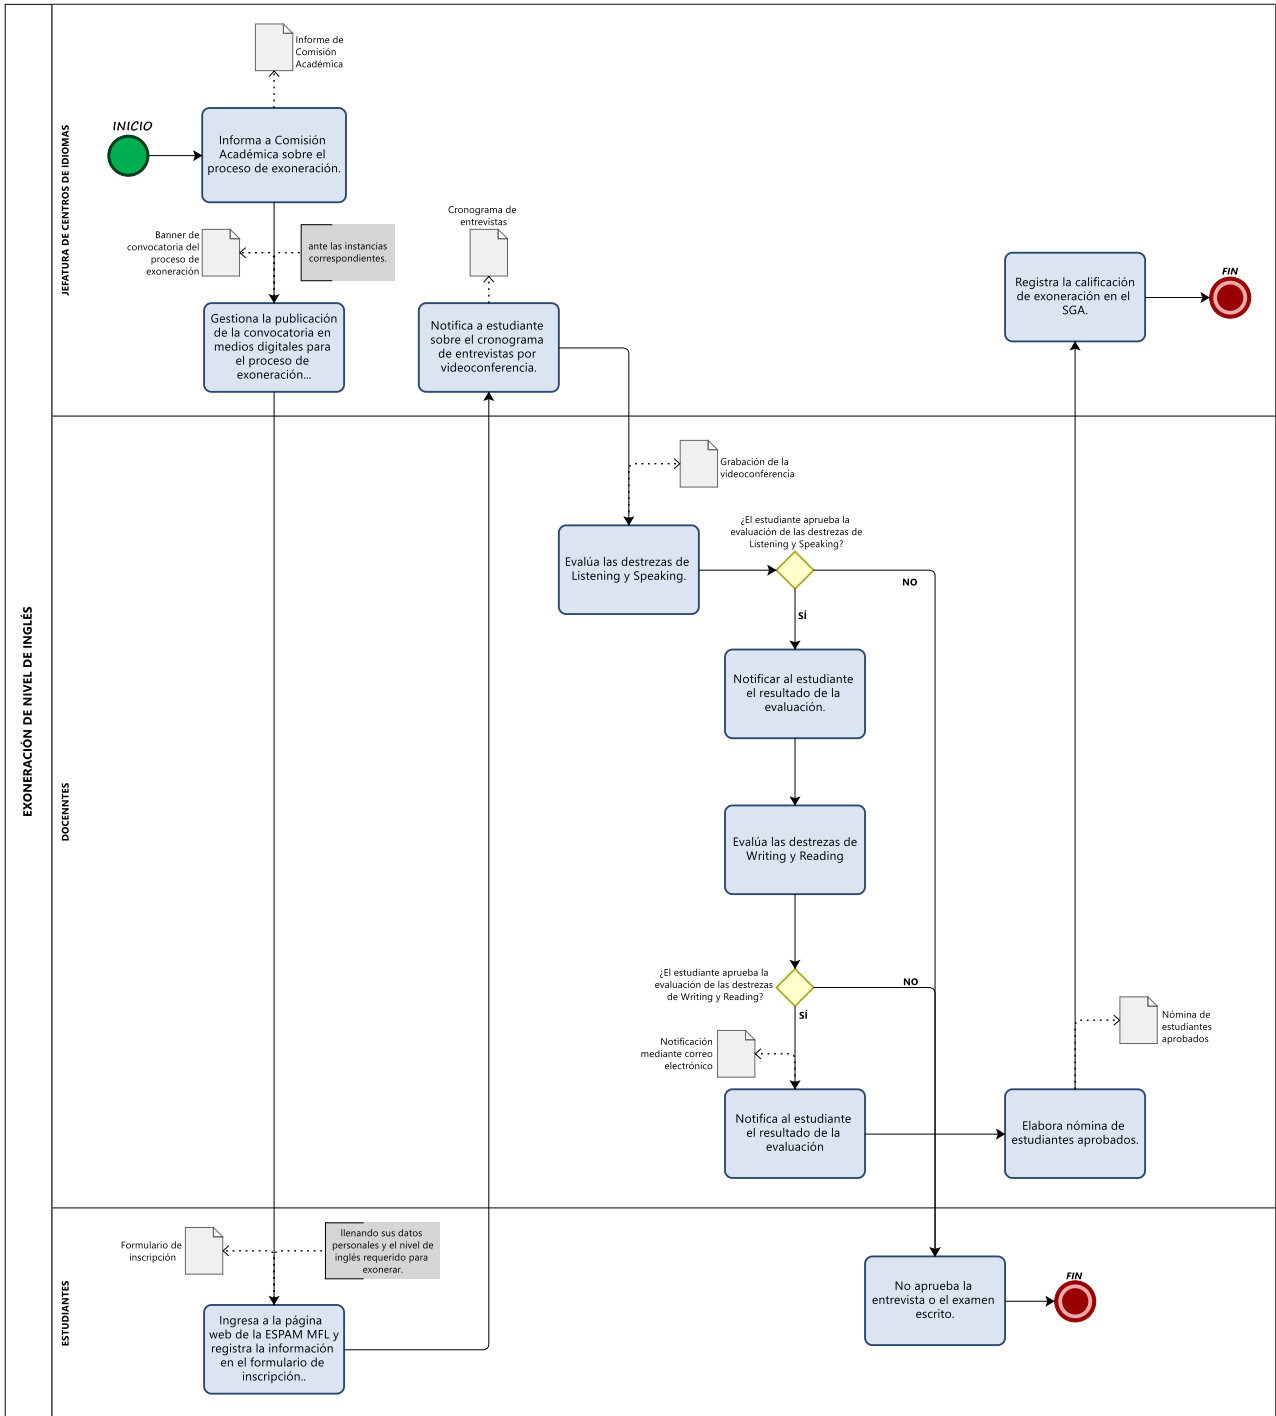 EXONERACIÓN DE NIVEL DE INGLÉS
JEFATURA DE CENTROS DE IDIOMAS
Informe de
Comisión
Académica
INICIO
Informa a Comisión
Académica sobre el
proceso de exoneración.
Banner de
convocatoria del
proceso de
exoneración
ante las instancias
correspondientes.
Gestiona la publicación
de la convocatoria en
medios digitales para
el proceso de
exoneración...
Cronograma de
entrevistas
Notifica a estudiante
sobre el cronograma
de entrevistas por
videoconferencia.
Registra la calificación
de exoneración en el
SGA.
FIN
DOCENNTES
Grabación de la
videoconferencia
Evalúa las destrezas de
Listening y Speaking.
¿El estudiante aprueba la
evaluación de las destrezas de
Listening y Speaking?
NO
SÍ
Notificar al estudiante
el resultado de la
evaluación.
Evalúa las destrezas de
Writing y Reading
¿El estudiante aprueba la
evaluación de las destrezas
de Writing y Reading?
NO
SÍ
Notificación
mediante correo
electrónico
Notifica al estudiante
el resultado de la
evaluación
Nómina de
estudiantes
aprobados
Elabora nómina de
estudiantes aprobados.
ESTUDIANTES
Formulario de
inscripción
llenando sus datos
personales y el nivel de
inglés requerido para
exonerar.
Ingresa a la página
web de la ESPAM MFL y
registra la información
en el formulario de
inscripción..
No aprueba la
entrevista o el examen
escrito.
FIN